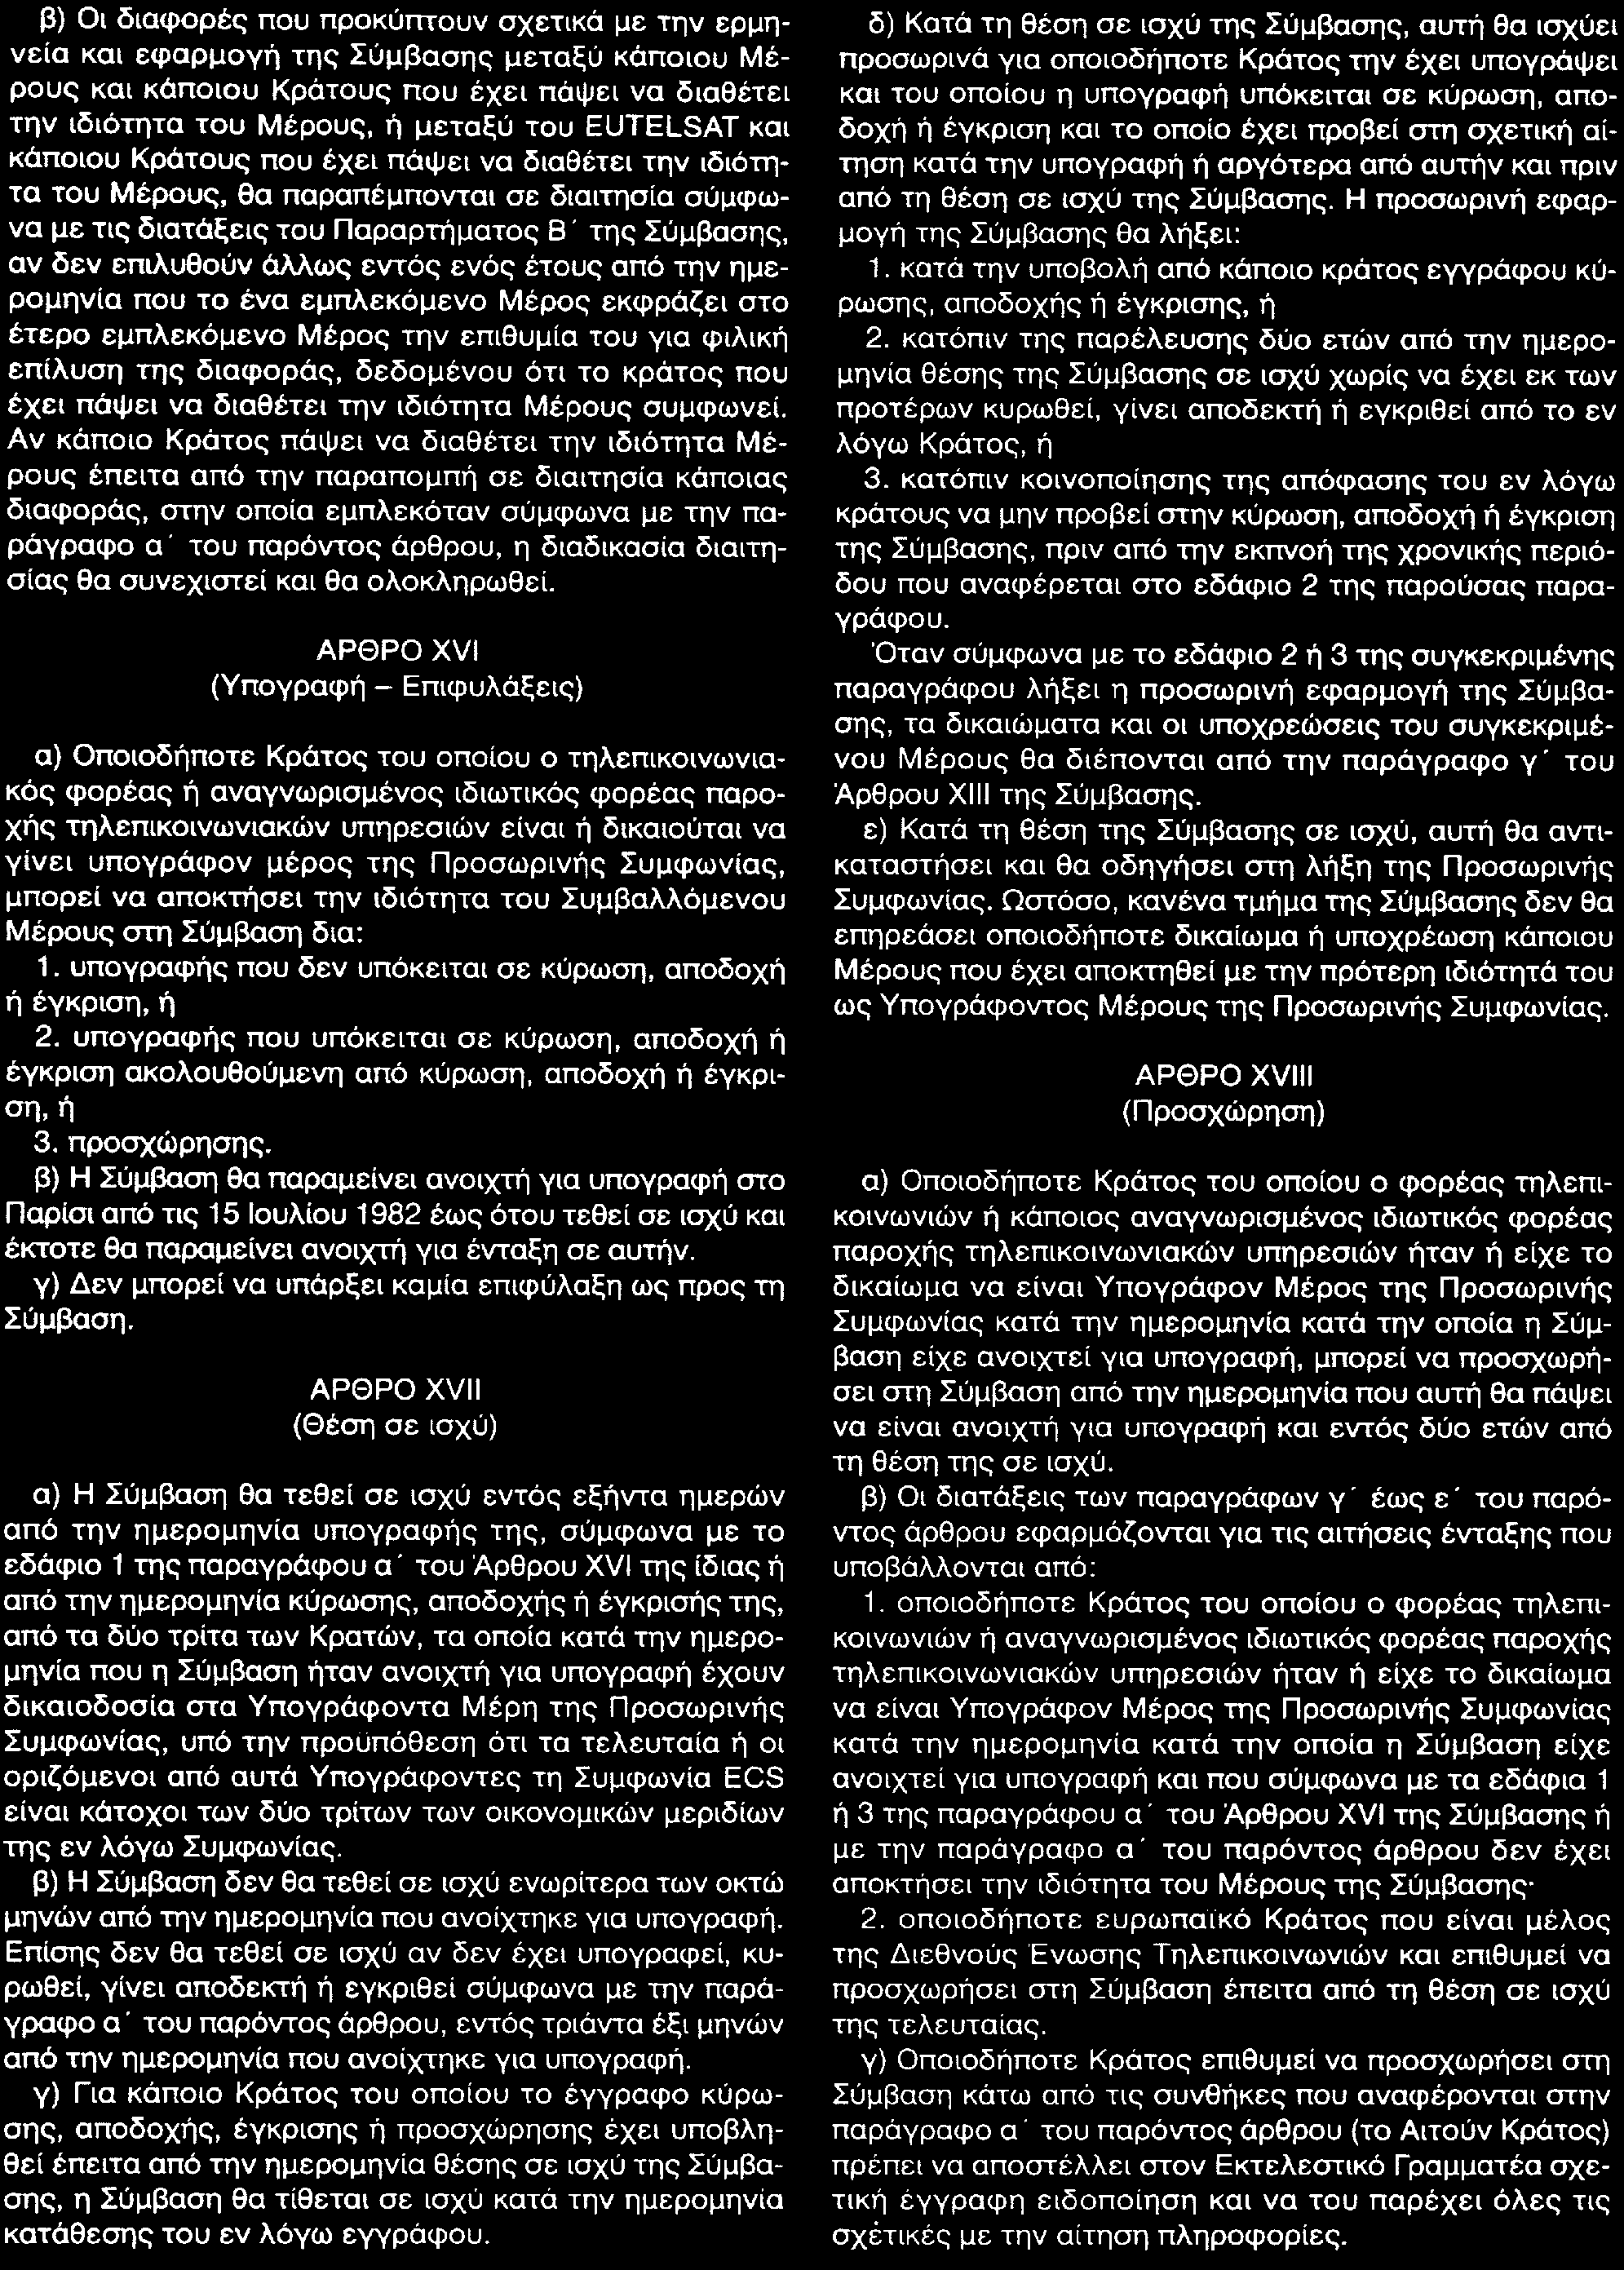 β) Οι διαφορές που προκύπτουν σχετικά με την ερμη-
νεία και εφαρμογή της Σύμβασης μεταξύ κάποιου Μέ-
ρους και κάποιου Κράτους που έχει πάψει να διαθέτει
την ιδιότητα του Μέρους, ή μεταξύ του EUTELSAT και
κάποιου Κράτους που έχει πάψει να διαθέτει την ιδιότη-
τα του Μέρους, θα παραπέμπονται σε διαιτησία σύμφω-
να με τις διατάξεις του Παραρτήματος Β΄ της Σύμβασης,
αν δεν επιλυθούν άλλως εντός ενός έτους από την ημε-
ρομηνία που το ένα εμπλεκόμενο Μέρος εκφράζει στο
έτερο εμπλεκόμενο Μέρος την επιθυμία του για φιλική
επίλυση της διαφοράς, δεδομένου ότι το κράτος που
έχει πάψει να διαθέτει την ιδιότητα Μέρους συμφωνεί.
Αν κάποιο Κράτος πάψει να διαθέτει την ιδιότητα Μέ-
ρους έπειτα από την παραπομπή σε διαιτησία κάποιας
διαφοράς, στην οποία εμπλεκόταν σύμφωνα με την πα-
ράγραφο α΄ του παρόντος άρθρου, η διαδικασία διαιτη-
σίας θα συνεχιστεί και θα ολοκληρωθεί.
ΑΡΘΡΟ XVI
(Υπογραφή – Επιφυλάξεις)
α) Οποιοδήποτε Κράτος του οποίου ο τηλεπικοινωνια-
κός φορέας ή αναγνωρισμένος ιδιωτικός φορέας παρο-
χής τηλεπικοινωνιακών υπηρεσιών είναι ή δικαιούται να
γίνει υπογράφον μέρος της Προσωρινής Συμφωνίας,
μπορεί να αποκτήσει την ιδιότητα του Συμβαλλόμενου
Μέρους στη Σύμβαση δια:
1. υπογραφής που δεν υπόκειται σε κύρωση, αποδοχή
ή έγκριση, ή
2. υπογραφής που υπόκειται σε κύρωση, αποδοχή ή
έγκριση ακολουθούμενη από κύρωση, αποδοχή ή έγκρι-
ση, ή
3. προσχώρησης.
β) Η Σύμβαση θα παραμείνει ανοιχτή για υπογραφή στο
Παρίσι από τις 15 Ιουλίου 1982 έως ότου τεθεί σε ισχύ και
έκτοτε θα παραμείνει ανοιχτή για ένταξη σε αυτήν.
γ) Δεν μπορεί να υπάρξει καμία επιφύλαξη ως προς τη
Σύμβαση.
ΑΡΘΡΟ XVII
(Θέση σε ισχύ)
α) Η Σύμβαση θα τεθεί σε ισχύ εντός εξήντα ημερών
από την ημερομηνία υπογραφής της, σύμφωνα με το
εδάφιο 1 της παραγράφου α΄ του Άρθρου XVI της ίδιας ή
από την ημερομηνία κύρωσης, αποδοχής ή έγκρισής της,
από τα δύο τρίτα των Κρατών, τα οποία κατά την ημερο-
μηνία που η Σύμβαση ήταν ανοιχτή για υπογραφή έχουν
δικαιοδοσία στα Υπογράφοντα Μέρη της Προσωρινής
Συμφωνίας, υπό την προϋπόθεση ότι τα τελευταία ή οι
οριζόμενοι από αυτά Υπογράφοντες τη Συμφωνία ECS
είναι κάτοχοι των δύο τρίτων των οικονομικών μεριδίων
της εν λόγω Συμφωνίας.
β) Η Σύμβαση δεν θα τεθεί σε ισχύ ενωρίτερα των οκτώ
μηνών από την ημερομηνία που ανοίχτηκε για υπογραφή.
Επίσης δεν θα τεθεί σε ισχύ αν δεν έχει υπογραφεί, κυ-
ρωθεί, γίνει αποδεκτή ή εγκριθεί σύμφωνα με την παρά-
γραφο α΄ του παρόντος άρθρου, εντός τριάντα έξι μηνών
από την ημερομηνία που ανοίχτηκε για υπογραφή.
γ) Για κάποιο Κράτος του οποίου το έγγραφο κύρω-
σης, αποδοχής, έγκρισης ή προσχώρησης έχει υποβλη-
θεί έπειτα από την ημερομηνία θέσης σε ισχύ της Σύμβα-
σης, η Σύμβαση θα τίθεται σε ισχύ κατά την ημερομηνία
κατάθεσης του εν λόγω εγγράφου.
δ) Κατά τη θέση σε ισχύ της Σύμβασης, αυτή θα ισχύει
προσωρινά για οποιοδήποτε Κράτος την έχει υπογράψει
και του οποίου η υπογραφή υπόκειται σε κύρωση, απο-
δοχή ή έγκριση και το οποίο έχει προβεί στη σχετική αί-
τηση κατά την υπογραφή ή αργότερα από αυτήν και πριν
από τη θέση σε ισχύ της Σύμβασης. Η προσωρινή εφαρ-
μογή της Σύμβασης θα λήξει:
1. κατά την υποβολή από κάποιο κράτος εγγράφου κύ-
ρωσης, αποδοχής ή έγκρισης, ή
2. κατόπιν της παρέλευσης δύο ετών από την ημερο-
μηνία θέσης της Σύμβασης σε ισχύ χωρίς να έχει εκ των
προτέρων κυρωθεί, γίνει αποδεκτή ή εγκριθεί από το εν
λόγω Κράτος, ή
3. κατόπιν κοινοποίησης της απόφασης του εν λόγω
κράτους να μην προβεί στην κύρωση, αποδοχή ή έγκριση
της Σύμβασης, πριν από την εκπνοή της χρονικής περιό-
δου που αναφέρεται στο εδάφιο 2 της παρούσας παρα-
γράφου.
Όταν σύμφωνα με το εδάφιο 2 ή 3 της συγκεκριμένης
παραγράφου λήξει η προσωρινή εφαρμογή της Σύμβα-
σης, τα δικαιώματα και οι υποχρεώσεις του συγκεκριμέ-
νου Μέρους θα διέπονται από την παράγραφο γ΄ του
Άρθρου XIII της Σύμβασης.
ε) Κατά τη θέση της Σύμβασης σε ισχύ, αυτή θα αντι-
καταστήσει και θα οδηγήσει στη λήξη της Προσωρινής
Συμφωνίας. Ωστόσο, κανένα τμήμα της Σύμβασης δεν θα
επηρεάσει οποιοδήποτε δικαίωμα ή υποχρέωση κάποιου
Μέρους που έχει αποκτηθεί με την πρότερη ιδιότητά του
ως Υπογράφοντος Μέρους της Προσωρινής Συμφωνίας.
ΑΡΘΡΟ XVIII
(Προσχώρηση)
α) Οποιοδήποτε Κράτος του οποίου ο φορέας τηλεπι-
κοινωνιών ή κάποιος αναγνωρισμένος ιδιωτικός φορέας
παροχής τηλεπικοινωνιακών υπηρεσιών ήταν ή είχε το
δικαίωμα να είναι Υπογράφον Μέρος της Προσωρινής
Συμφωνίας κατά την ημερομηνία κατά την οποία η Σύμ-
βαση είχε ανοιχτεί για υπογραφή, μπορεί να προσχωρή-
σει στη Σύμβαση από την ημερομηνία που αυτή θα πάψει
να είναι ανοιχτή για υπογραφή και εντός δύο ετών από
τη θέση της σε ισχύ.
β) Οι διατάξεις των παραγράφων γ΄ έως ε΄ του παρό-
ντος άρθρου εφαρμόζονται για τις αιτήσεις ένταξης που
υποβάλλονται από:
1. οποιοδήποτε Κράτος του οποίου ο φορέας τηλεπι-
κοινωνιών ή αναγνωρισμένος ιδιωτικός φορέας παροχής
τηλεπικοινωνιακών υπηρεσιών ήταν ή είχε το δικαίωμα
να είναι Υπογράφον Μέρος της Προσωρινής Συμφωνίας
κατά την ημερομηνία κατά την οποία η Σύμβαση είχε
ανοιχτεί για υπογραφή και που σύμφωνα με τα εδάφια 1
ή 3 της παραγράφου α΄ του Άρθρου XVI της Σύμβασης ή
με την παράγραφο α΄ του παρόντος άρθρου δεν έχει
αποκτήσει την ιδιότητα του Μέρους της Σύμβασης·
2. οποιοδήποτε ευρωπαϊκό Κράτος που είναι μέλος
της Διεθνούς Ένωσης Τηλεπικοινωνιών και επιθυμεί να
προσχωρήσει στη Σύμβαση έπειτα από τη θέση σε ισχύ
της τελευταίας.
γ) Οποιοδήποτε Κράτος επιθυμεί να προσχωρήσει στη
Σύμβαση κάτω από τις συνθήκες που αναφέρονται στην
παράγραφο α΄ του παρόντος άρθρου (το Αιτούν Κράτος)
πρέπει να αποστέλλει στον Εκτελεστικό Γραμματέα σχε-
τική έγγραφη ειδοποίηση και να του παρέχει όλες τις
σχετικές με την αίτηση πληροφορίες.